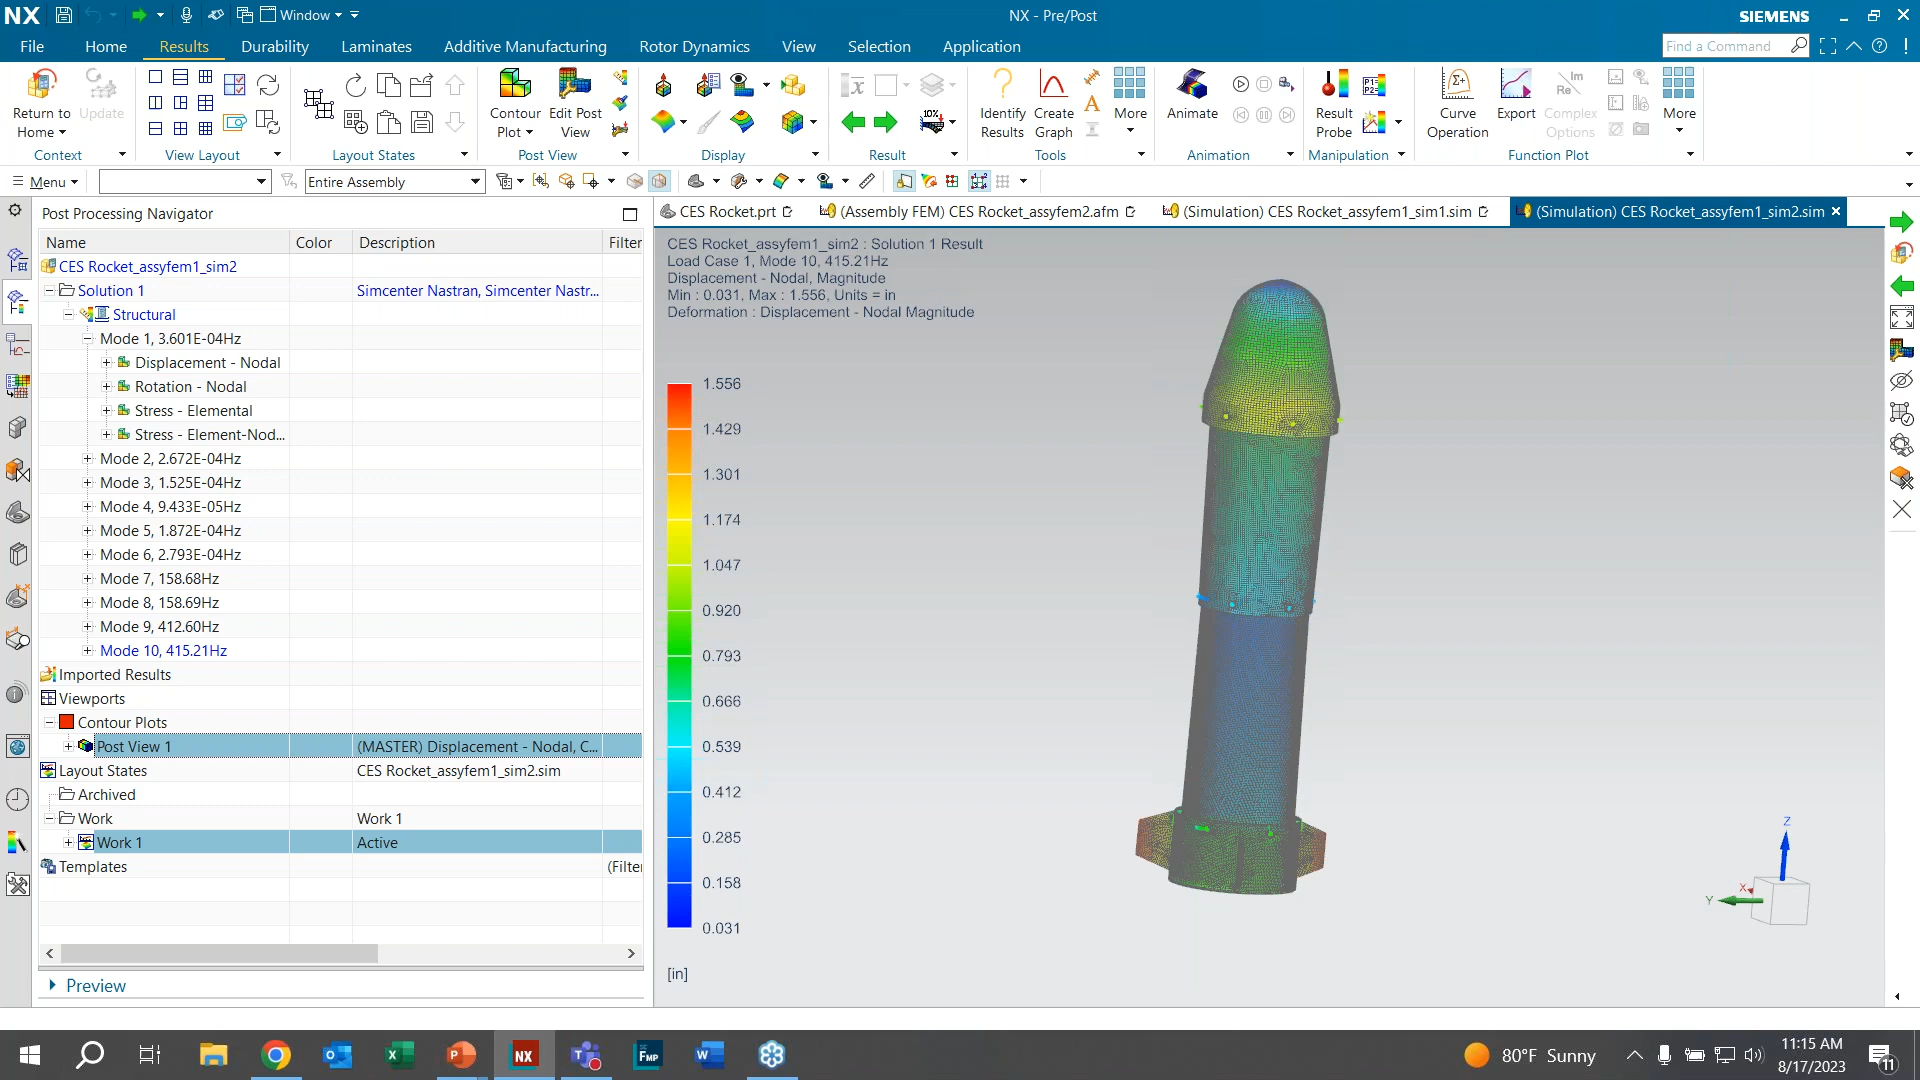 NX
Window
NX - Pre/Post
SIEMENS
File
Home
Results
Durability
Laminates
Additive Manufacturing
Rotor Dynamics
View
Selection
Application
Find a Command
Return to Home
Update
Contour Plot
Edit Post View
10%
Identify Results
Create Graph
More
Animate
Result Probe
Curve Operation
Export
Complex Options
More
Context
View Layout
Layout States
Post View
Display
Result
Tools
Animation
Manipulation
Function Plot
Menu
Entire Assembly
Post Processing Navigator
CES Rocket.prt
(Assembly FEM) CES Rocket_assyfem2.afm
(Simulation) CES Rocket_assyfem1_sim1.sim
(Simulation) CES Rocket_assyfem1_sim2.sim
Name
Color
Description
Filter
CES Rocket_assyfem1_sim2
Solution 1
Simcenter Nastran, Simcenter Nastr...
Structural
Mode 1, 3.601E-04Hz
Displacement - Nodal
Rotation - Nodal
Stress - Elemental
Stress - Element-Nod...
Mode 2, 2.672E-04Hz
Mode 3, 1.525E-04Hz
Mode 4, 9.433E-05Hz
Mode 5, 1.872E-04Hz
Mode 6, 2.793E-04Hz
Mode 7, 158.68Hz
Mode 8, 158.69Hz
Mode 9, 412.60Hz
Mode 10, 415.21Hz
Imported Results
Viewports
Contour Plots
Post View 1
(MASTER) Displacement - Nodal, C...
Layout States
CES Rocket_assyfem1_sim2.sim
Archived
Work
Work 1
Work 1
Active
Templates
(Filter
Preview
CES Rocket_assyfem1_sim2 : Solution 1 Result
Load Case 1, Mode 10, 415.21Hz
Displacement - Nodal, Magnitude
Min : 0.031, Max : 1.556, Units = in
Deformation : Displacement - Nodal Magnitude
1.556
1.429
1.301
1.174
1.047
0.920
0.793
0.666
0.539
0.412
0.285
0.158
0.031
[in]
Z
X
Y
80°F Sunny
11:15 AM
8/17/2023
11